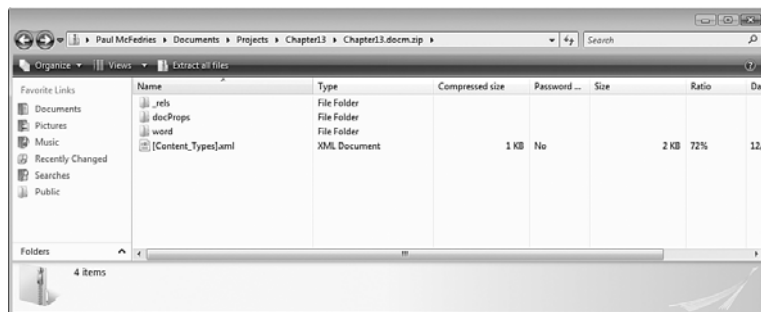 Paul McFedries ▸ Documents ▸ Projects ▸ Chapter13 ▸ Chapter13.docm.zip ▸ Search
Organize Views Extract all files
Favorite Links
Documents
Pictures
Music
Recently Changed
Searches
Public
Folders
Name Type Compressed size Password ... Size Ratio Da
_rels File Folder
docProps File Folder
word File Folder
[Content_Types].xml XML Document 1 KB No 2 KB 72% 12/
4 items